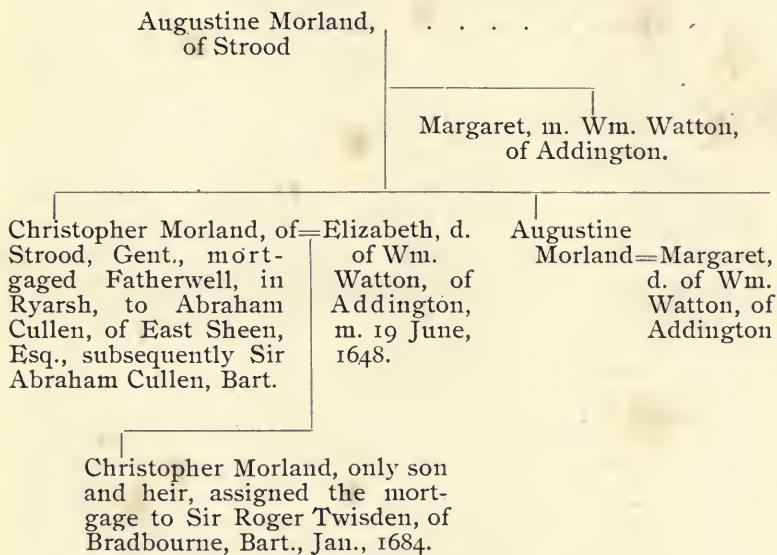 Augustine Morland, . . . .
of Strood
Margaret, m. Wm. Watton,
of Addington.
Christopher Morland, of
Strood, Gent., mort-
gaged Fatherwell, in
Ryarsh, to Abraham
Cullen, of East Sheen,
Esq., subsequently Sir
Abraham Cullen, Bart.
=Elizabeth, d.
of Wm.
Watton, of
Addington,
m. 19 June,
1648.
Augustine
Morland=Margaret,
d. of Wm.
Watton, of
Addington
Christopher Morland, only son
and heir, assigned the mort-
gage to Sir Roger Twisden, of
Bradbourne, Bart., Jan., 1684.